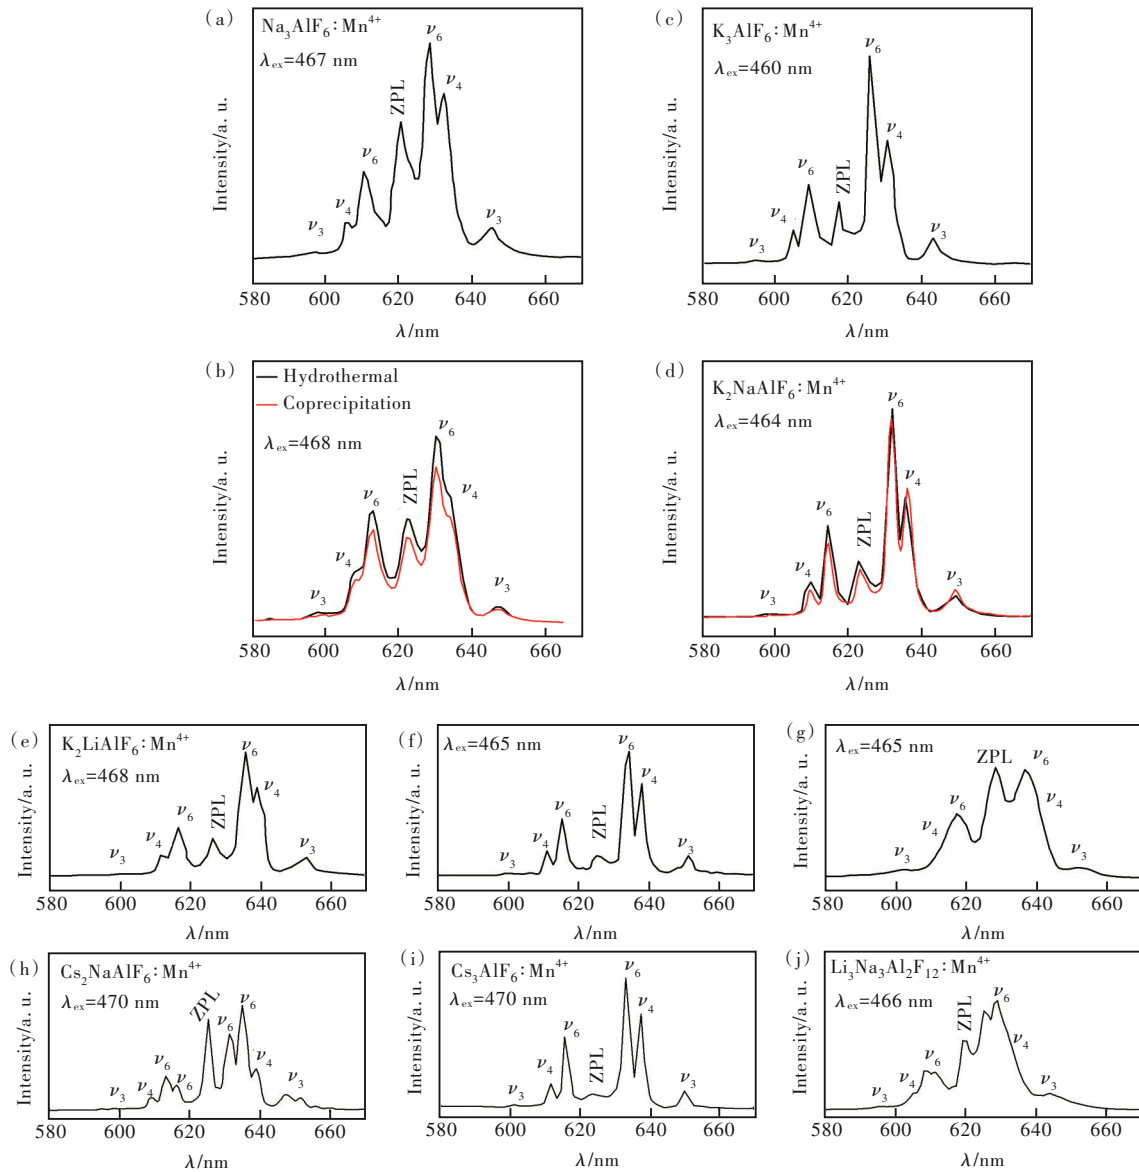 (a)
Na₃AlF₆:Mn⁴⁺
λex=467 nm
Intensity/a. u.
ν₃
ν₄
ν₆
ZPL
ν₆
ν₄
ν₃
580 600 620 640 660
λ/nm
(c)
K₃AlF₆:Mn⁴⁺
λex=460 nm
Intensity/a. u.
ν₃
ν₄
ν₆
ZPL
ν₆
ν₄
ν₃
580 600 620 640 660
λ/nm
(b)
Hydrothermal
Coprecipitation
λex=468 nm
Intensity/a. u.
ν₃
ν₄
ν₆
ZPL
ν₆
ν₄
ν₃
580 600 620 640 660
λ/nm
(d)
K₂NaAlF₆:Mn⁴⁺
λex=464 nm
Intensity/a. u.
ν₃
ν₄
ν₆
ZPL
ν₆
ν₄
ν₃
580 600 620 640 660
λ/nm
(e)
K₂LiAlF₆:Mn⁴⁺
λex=468 nm
Intensity/a. u.
ν₃
ν₄
ν₆
ZPL
ν₆
ν₄
ν₃
580 600 620 640 660
λ/nm
(f)
λex=465 nm
Intensity/a. u.
ν₃
ν₄
ν₆
ZPL
ν₆
ν₄
ν₃
580 600 620 640 660
λ/nm
(g)
λex=465 nm
Intensity/a. u.
ν₃
ν₄
ν₆
ZPL
ν₆
ν₄
ν₃
580 600 620 640 660
λ/nm
(h)
Cs₂NaAlF₆:Mn⁴⁺
λex=470 nm
Intensity/a. u.
ν₃
ν₄
ν₆
ν₆
ZPL
ν₆
ν₆
ν₄
ν₃
580 600 620 640 660
λ/nm
(i)
Cs₃AlF₆:Mn⁴⁺
λex=470 nm
Intensity/a. u.
ν₃
ν₄
ν₆
ZPL
ν₆
ν₄
ν₃
580 600 620 640 660
λ/nm
(j)
Li₃Na₃Al₂F₁₂:Mn⁴⁺
λex=466 nm
Intensity/a. u.
ν₃
ν₄
ν₆
ZPL
ν₆
ν₄
ν₃
580 600 620 640 660
λ/nm